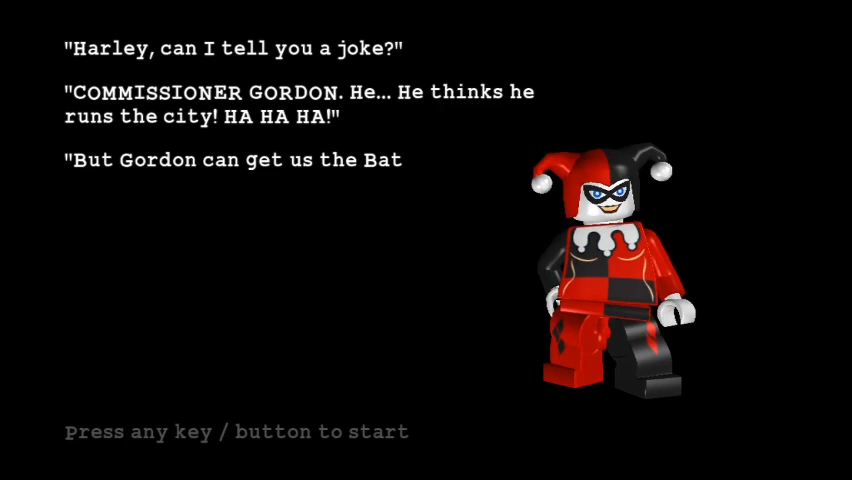 "Harley, can I tell you a joke?"
"COMMISSIONER GORDON. He... He thinks he
runs the city! HA HA HA!"
"But Gordon can get us the Bat
Press any key / button to start